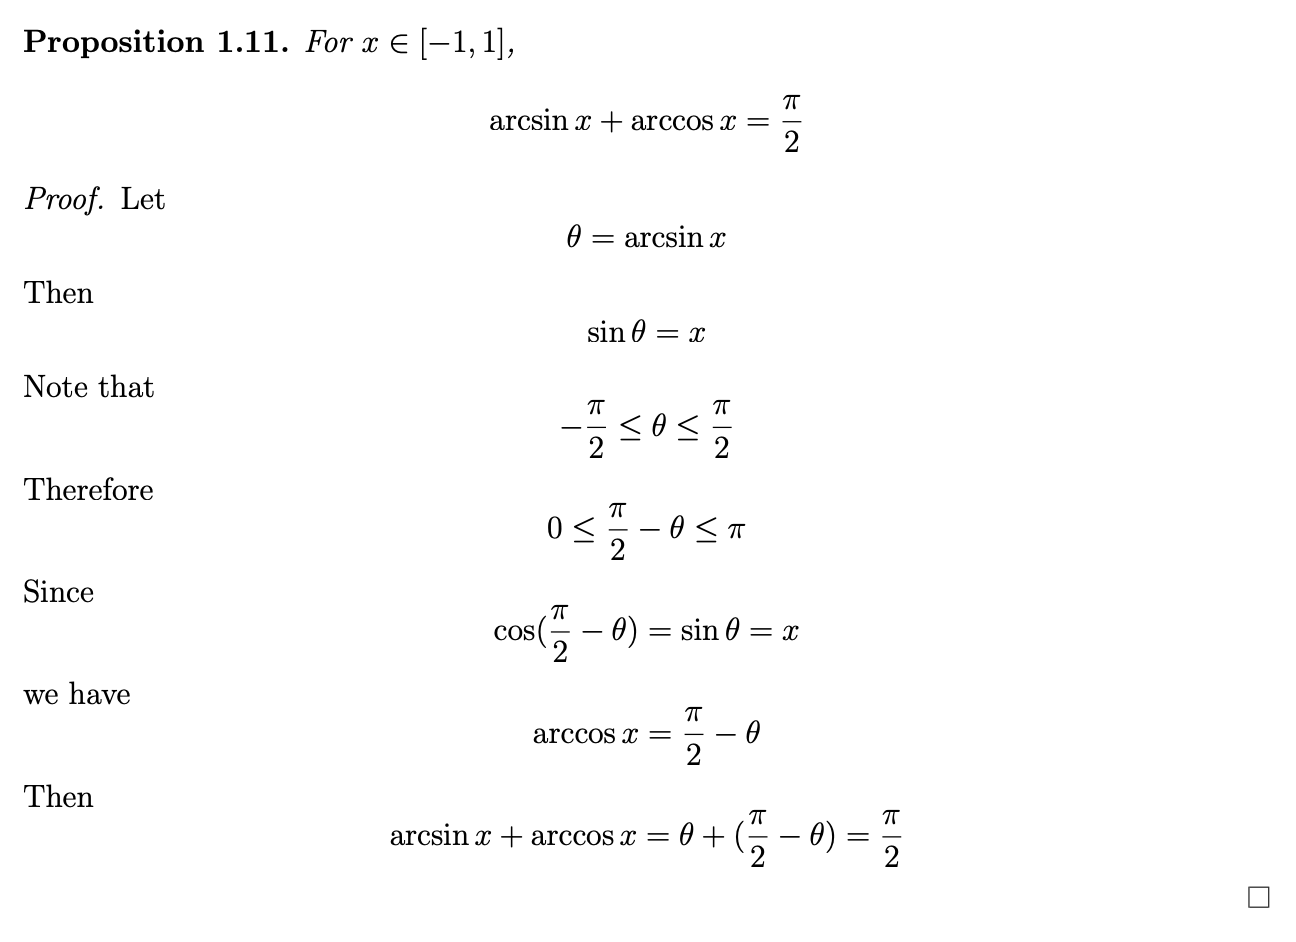 Proposition 1.11. For x ∈ [−1, 1],
arcsin x + arccos x = π/2
Proof. Let
θ = arcsin x
Then
sin θ = x
Note that
−π/2 ≤ θ ≤ π/2
Therefore
0 ≤ π/2 − θ ≤ π
Since
cos(π/2 − θ) = sin θ = x
we have
arccos x = π/2 − θ
Then
arcsin x + arccos x = θ + (π/2 − θ) = π/2
□